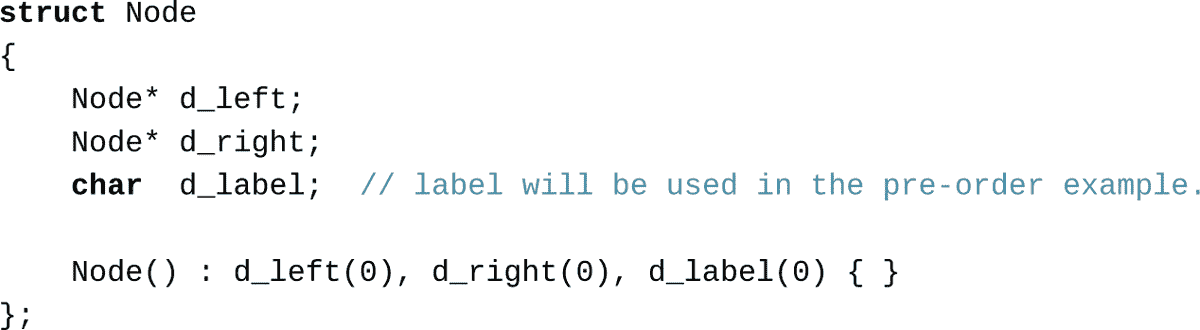 struct Node
{
    Node* d_left;
    Node* d_right;
    char  d_label;  // label will be used in the pre-order example.

    Node() : d_left(0), d_right(0), d_label(0) { }
};